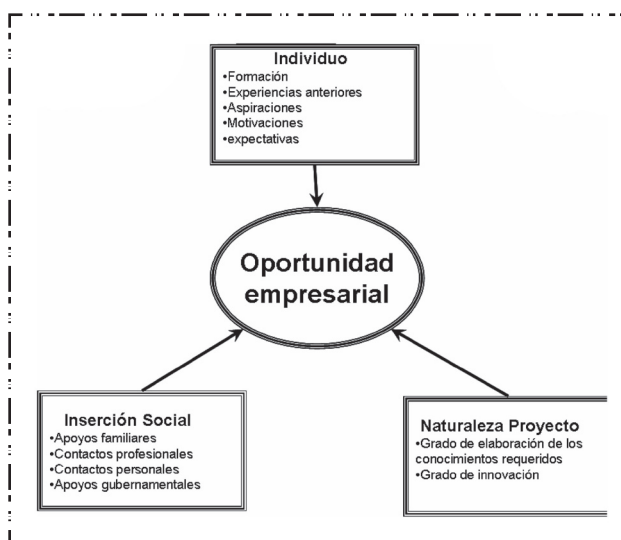 Individuo
•Formación
•Experiencias anteriores
•Aspiraciones
•Motivaciones
•expectativas
Oportunidad
empresarial
Inserción Social
•Apoyos familiares
•Contactos profesionales
•Contactos personales
•Apoyos gubernamentales
Naturaleza Proyecto
•Grado de elaboración de los
conocimientos requeridos
•Grado de innovación